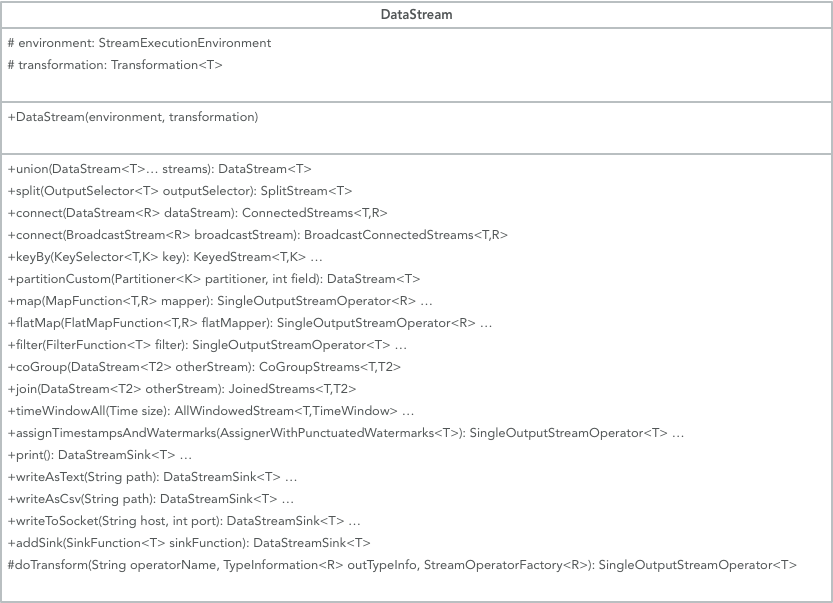 DataStream
# environment: StreamExecutionEnvironment
# transformation: Transformation<T>
+DataStream(environment, transformation)
+union(DataStream<T>… streams): DataStream<T>
+split(OutputSelector<T> outputSelector): SplitStream<T>
+connect(DataStream<R> dataStream): ConnectedStreams<T,R>
+connect(BroadcastStream<R> broadcastStream): BroadcastConnectedStreams<T,R>
+keyBy(KeySelector<T,K> key): KeyedStream<T,K> …
+partitionCustom(Partitioner<K> partitioner, int field): DataStream<T>
+map(MapFunction<T,R> mapper): SingleOutputStreamOperator<R> …
+flatMap(FlatMapFunction<T,R> flatMapper): SingleOutputStreamOperator<R> …
+filter(FilterFunction<T> filter): SingleOutputStreamOperator<T> …
+coGroup(DataStream<T2> otherStream): CoGroupStreams<T,T2>
+join(DataStream<T2> otherStream): JoinedStreams<T,T2>
+timeWindowAll(Time size): AllWindowedStream<T,TimeWindow> …
+assignTimestampsAndWatermarks(AssignerWithPunctuatedWatermarks<T>): SingleOutputStreamOperator<T> …
+print(): DataStreamSink<T> …
+writeAsText(String path): DataStreamSink<T> …
+writeAsCsv(String path): DataStreamSink<T> …
+writeToSocket(String host, int port): DataStreamSink<T> …
+addSink(SinkFunction<T> sinkFunction): DataStreamSink<T>
#doTransform(String operatorName, TypeInformation<R> outTypeInfo, StreamOperatorFactory<R>): SingleOutputStreamOperator<T>